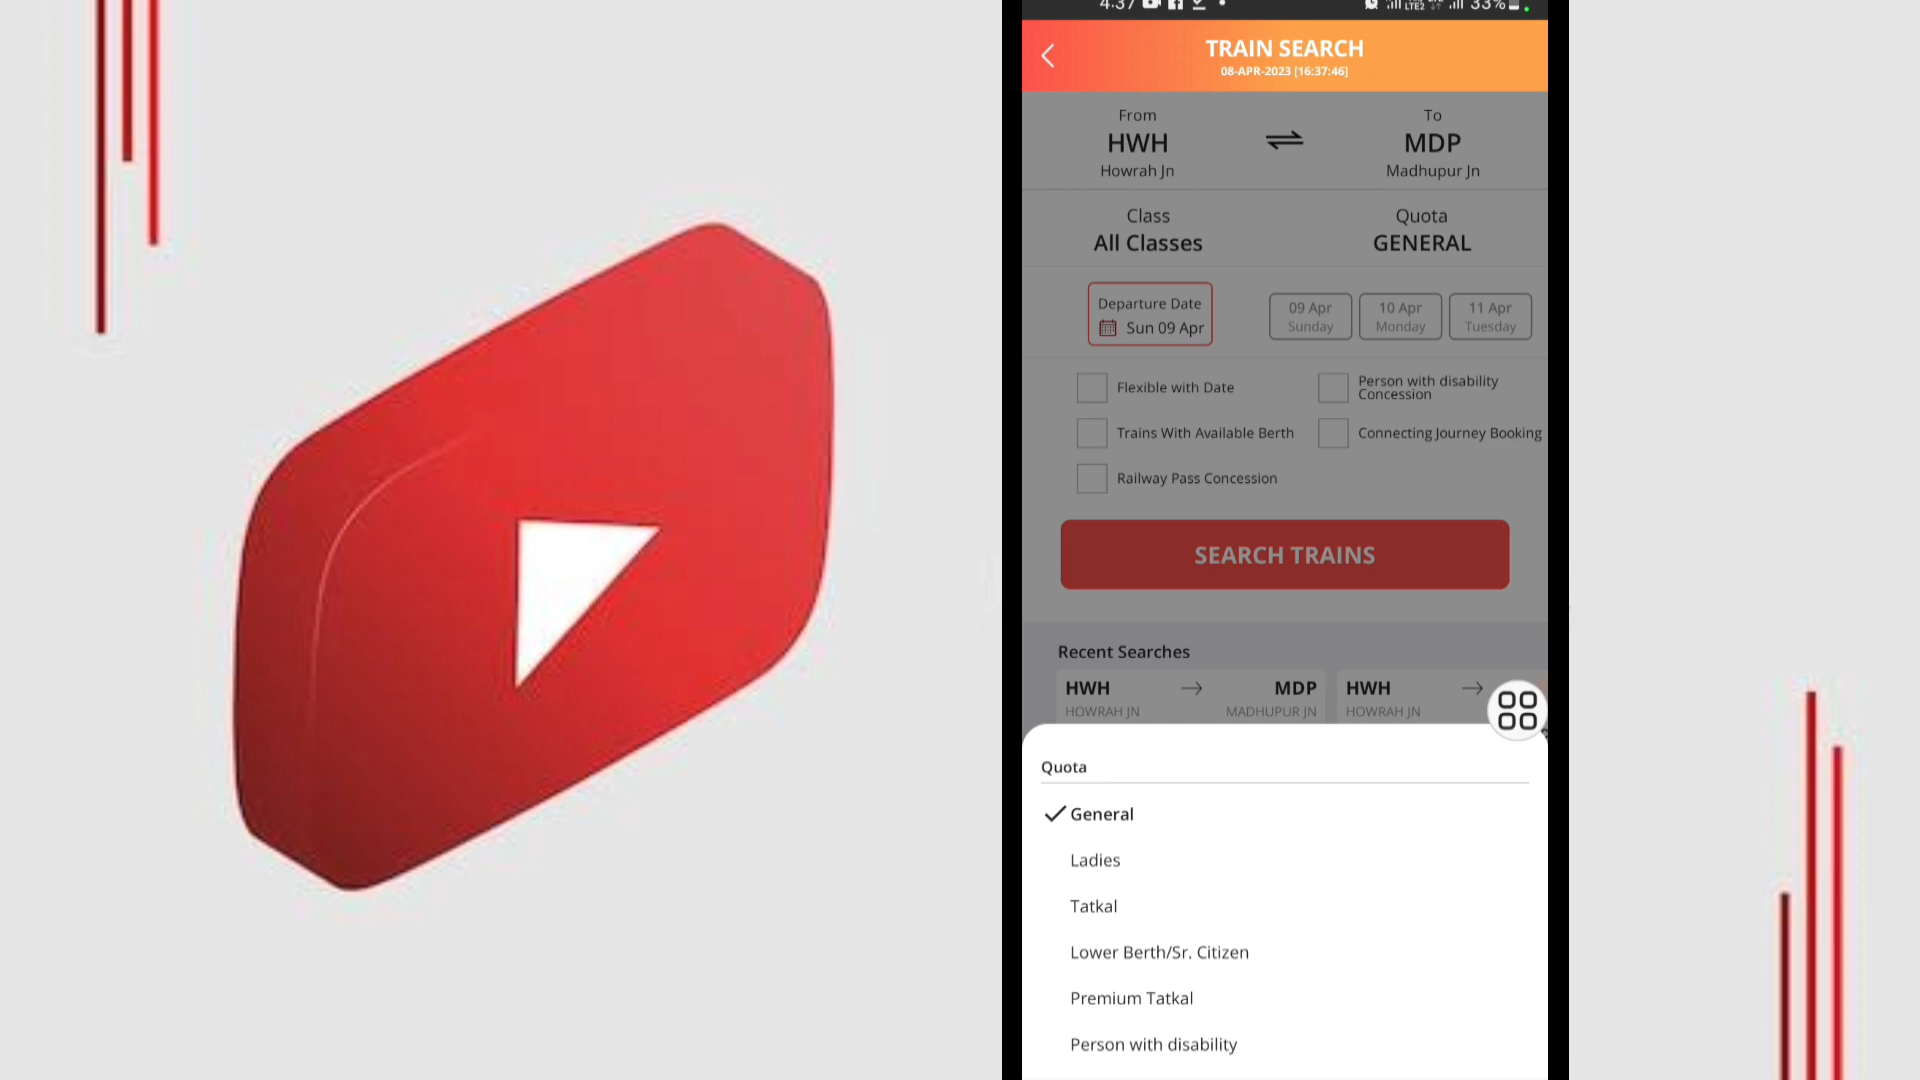 4:37
LTE2 33%
TRAIN SEARCH
08-APR-2023 [16:37:46]
From
HWH
Howrah Jn
To
MDP
Madhupur Jn
Class
All Classes
Quota
GENERAL
Departure Date
Sun 09 Apr
09 Apr
Sunday
10 Apr
Monday
11 Apr
Tuesday
Flexible with Date
Person with disability
Concession
Trains With Available Berth
Connecting Journey Booking
Railway Pass Concession
SEARCH TRAINS
Recent Searches
HWH
HOWRAH JN
MDP
MADHUPUR JN
HWH
HOWRAH JN
Quota
General
Ladies
Tatkal
Lower Berth/Sr. Citizen
Premium Tatkal
Person with disability